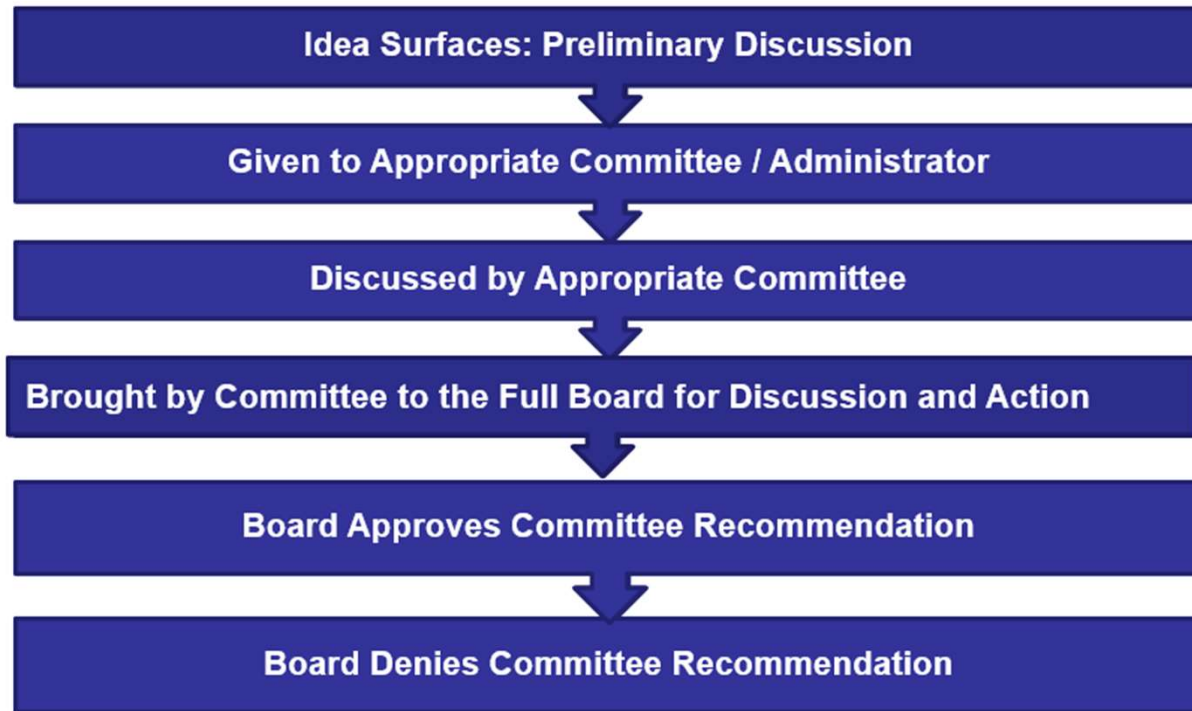 Idea Surfaces: Preliminary Discussion
Given to Appropriate Committee / Administrator
Discussed by Appropriate Committee
Brought by Committee to the Full Board for Discussion and Action
Board Approves Committee Recommendation
Board Denies Committee Recommendation